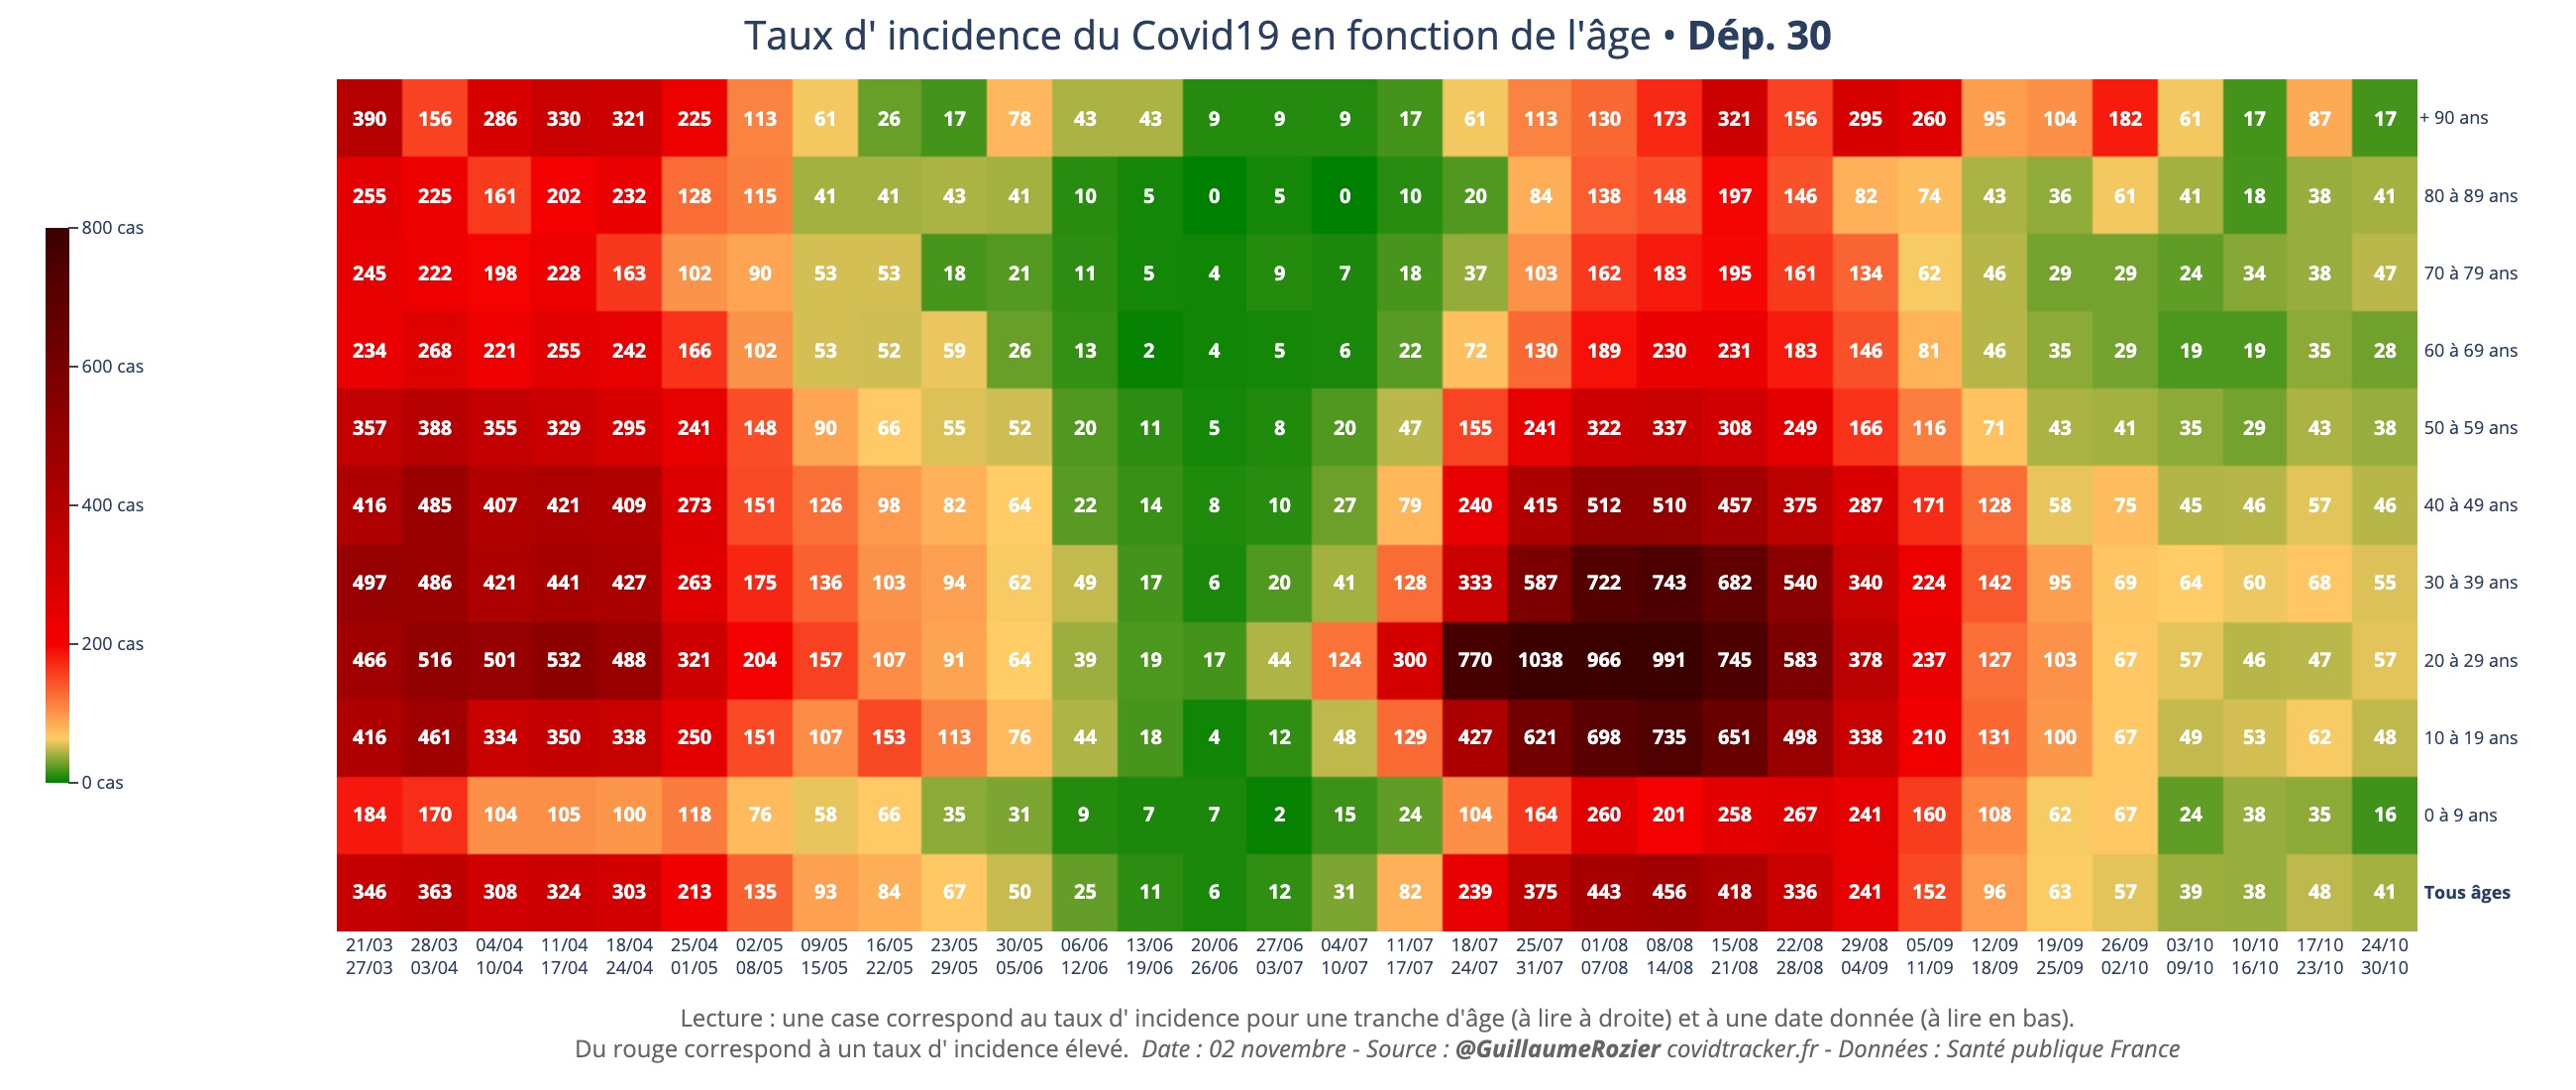 Taux d' incidence du Covid19 en fonction de l'âge • Dép. 30
390 156 286 330 321 225 113 61 26 17 78 43 43 9 9 9 17 61 113 130 173 321 156 295 260 95 104 182 61 17 87 17 + 90 ans
255 225 161 202 232 128 115 41 41 43 41 10 5 0 5 0 10 20 84 138 148 197 146 82 74 43 36 61 41 18 38 41 80 à 89 ans
800 cas
245 222 198 228 163 102 90 53 53 18 21 11 5 4 9 7 18 37 103 162 183 195 161 134 62 46 29 29 24 34 38 47 70 à 79 ans
234 268 221 255 242 166 102 53 52 59 26 13 2 4 5 6 22 72 130 189 230 231 183 146 81 46 35 29 19 19 35 28 60 à 69 ans
600 cas
357 388 355 329 295 241 148 90 66 55 52 20 11 5 8 20 47 155 241 322 337 308 249 166 116 71 43 41 35 29 43 38 50 à 59 ans
400 cas
416 485 407 421 409 273 151 126 98 82 64 22 14 8 10 27 79 240 415 512 510 457 375 287 171 128 58 75 45 46 57 46 40 à 49 ans
497 486 421 441 427 263 175 136 103 94 62 49 17 6 20 41 128 333 587 722 743 682 540 340 224 142 95 69 64 60 68 55 30 à 39 ans
200 cas
466 516 501 532 488 321 204 157 107 91 64 39 19 17 44 124 300 770 1038 966 991 745 583 378 237 127 103 67 57 46 47 57 20 à 29 ans
416 461 334 350 338 250 151 107 153 113 76 44 18 4 12 48 129 427 621 698 735 651 498 338 210 131 100 67 49 53 62 48 10 à 19 ans
0 cas
184 170 104 105 100 118 76 58 66 35 31 9 7 7 2 15 24 104 164 260 201 258 267 241 160 108 62 67 24 38 35 16 0 à 9 ans
346 363 308 324 303 213 135 93 84 67 50 25 11 6 12 31 82 239 375 443 456 418 336 241 152 96 63 57 39 38 48 41 Tous âges
21/03 28/03 04/04 11/04 18/04 25/04 02/05 09/05 16/05 23/05 30/05 06/06 13/06 20/06 27/06 04/07 11/07 18/07 25/07 01/08 08/08 15/08 22/08 29/08 05/09 12/09 19/09 26/09 03/10 10/10 17/10 24/10
27/03 03/04 10/04 17/04 24/04 01/05 08/05 15/05 22/05 29/05 05/06 12/06 19/06 26/06 03/07 10/07 17/07 24/07 31/07 07/08 14/08 21/08 28/08 04/09 11/09 18/09 25/09 02/10 09/10 16/10 23/10 30/10
Lecture : une case correspond au taux d' incidence pour une tranche d'âge (à lire à droite) et à une date donnée (à lire en bas).
Du rouge correspond à un taux d' incidence élevé. Date : 02 novembre - Source : @GuillaumeRozier covidtracker.fr - Données : Santé publique France